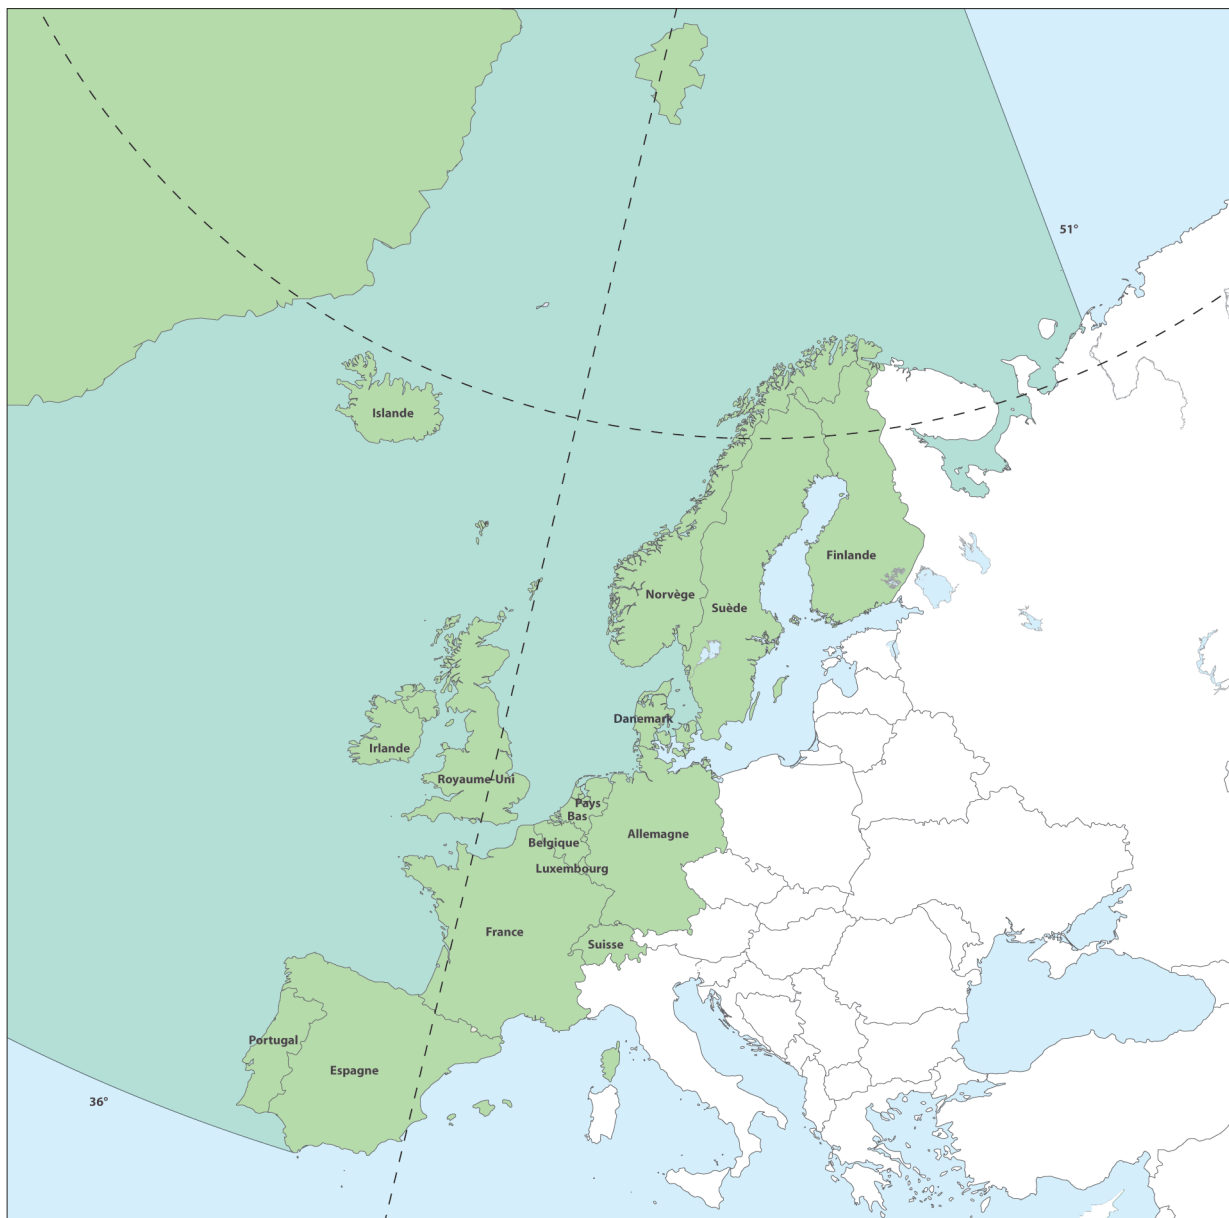 51°
Islande
Finlande
Norvège
Suède
Danemark
Irlande
Royaume-Uni
Pays
Bas
Allemagne
Belgique
Luxembourg
France
Suisse
Portugal
Espagne
36°